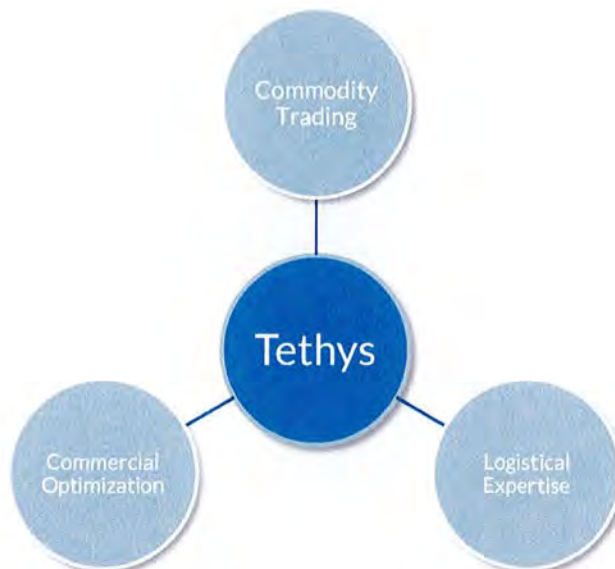 Commodity
Trading
Tethys
Commercial
Optimization
Logistical
Expertise